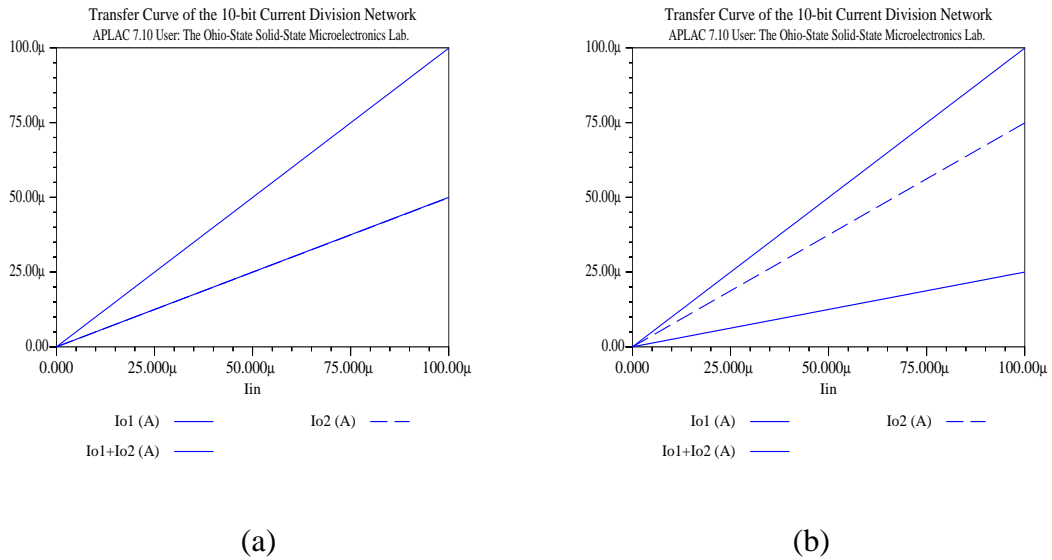 Transfer Curve of the 10-bit Current Division Network
APLAC 7.10 User: The Ohio-State Solid-State Microelectronics Lab.
100.0µ
75.00µ
50.00µ
25.00µ
0.00
0.000 25.000µ 50.000µ 75.000µ 100.00µ
Iin
Io1 (A) Io2 (A)
Io1+Io2 (A)
(a)
Transfer Curve of the 10-bit Current Division Network
APLAC 7.10 User: The Ohio-State Solid-State Microelectronics Lab.
100.0µ
75.00µ
50.00µ
25.00µ
0.00
0.000 25.000µ 50.000µ 75.000µ 100.00µ
Iin
Io1 (A) Io2 (A)
Io1+Io2 (A)
(b)